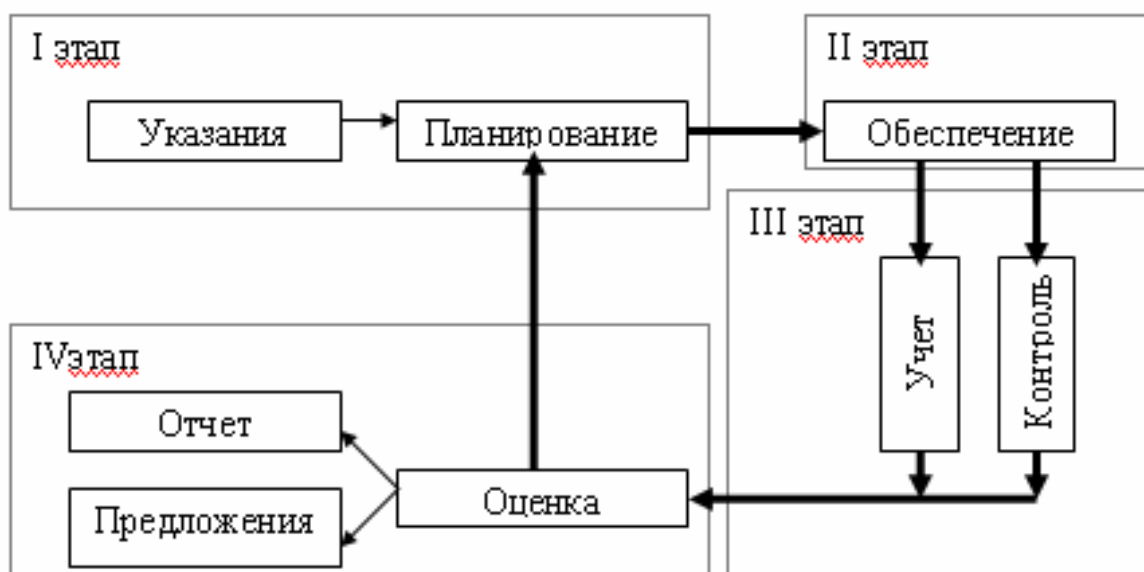 I этап
II этап
Указания
Планирование
Обеспечение
III этап
Учет
Контроль
IVэтап
Отчет
Оценка
Предложения